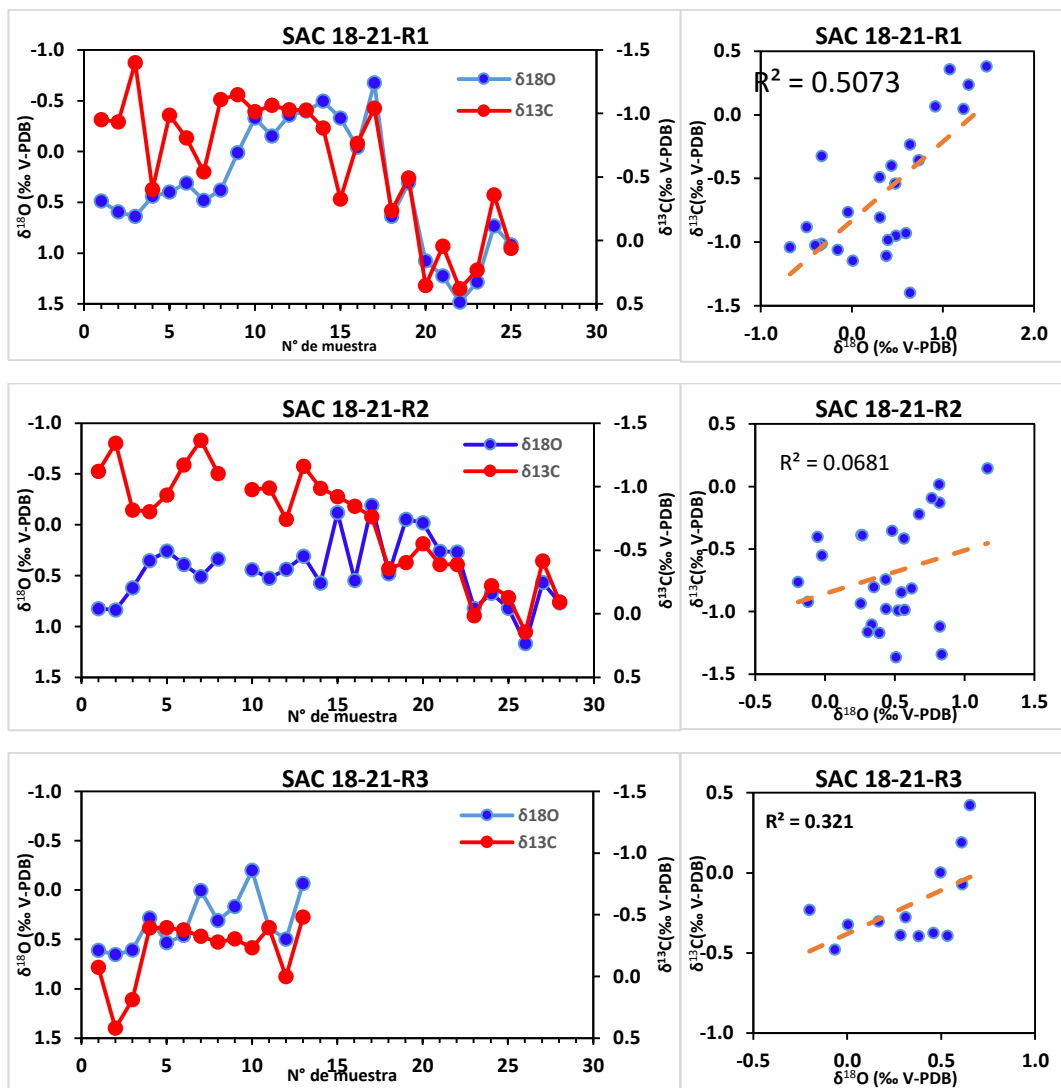 SAC 18-21-R1
-1.0
-0.5
0.0
0.5
1.0
1.5
δ¹⁸O (‰ V-PDB)
δ18O
δ13C
-1.5
-1.0
-0.5
0.0
0.5
δ¹³C(‰ V-PDB)
0 5 10 15 20 25 30
N° de muestra
SAC 18-21-R1
R² = 0.5073
0.5
0.0
-0.5
-1.0
-1.5
δ¹³C(‰ V-PDB)
-1.0 0.0 1.0 2.0
δ¹⁸O (‰ V-PDB)
SAC 18-21-R2
-1.0
-0.5
0.0
0.5
1.0
1.5
δ¹⁸O (‰ V-PDB)
δ18O
δ13C
-1.5
-1.0
-0.5
0.0
0.5
δ¹³C(‰ V-PDB)
0 5 10 15 20 25 30
N° de muestra
SAC 18-21-R2
R² = 0.0681
0.5
0.0
-0.5
-1.0
-1.5
δ¹³C(‰ V-PDB)
-0.5 0.0 0.5 1.0 1.5
δ¹⁸O (‰ V-PDB)
SAC 18-21-R3
-1.0
-0.5
0.0
0.5
1.0
1.5
δ¹⁸O (‰ V-PDB)
δ18O
δ13C
-1.5
-1.0
-0.5
0.0
0.5
δ¹³C(‰ V-PDB)
0 5 10 15 20 25 30
N° de muestra
SAC 18-21-R3
R² = 0.321
0.5
0.0
-0.5
-1.0
δ¹³C(‰ V-PDB)
0.0 0.5 1.0
δ¹⁸O (‰ V-PDB)